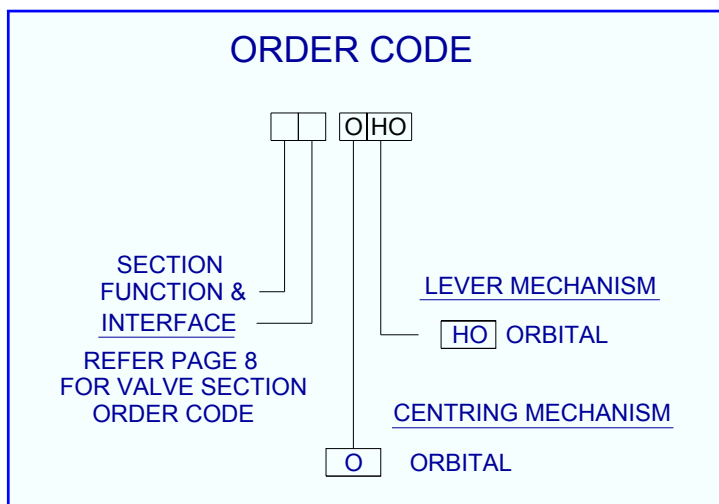 ORDER CODE
O HO
SECTION
FUNCTION &
INTERFACE
REFER PAGE 8
FOR VALVE SECTION
ORDER CODE
LEVER MECHANISM
HO ORBITAL
CENTRING MECHANISM
O ORBITAL